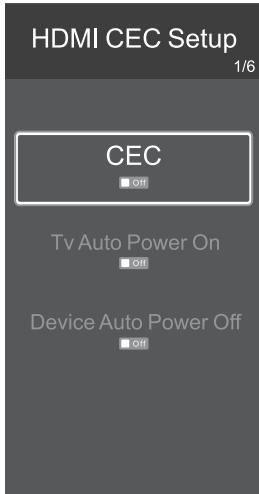 HDMI CEC Setup
1/6
CEC
Off
Tv Auto Power On
Off
Device Auto Power Off
Off